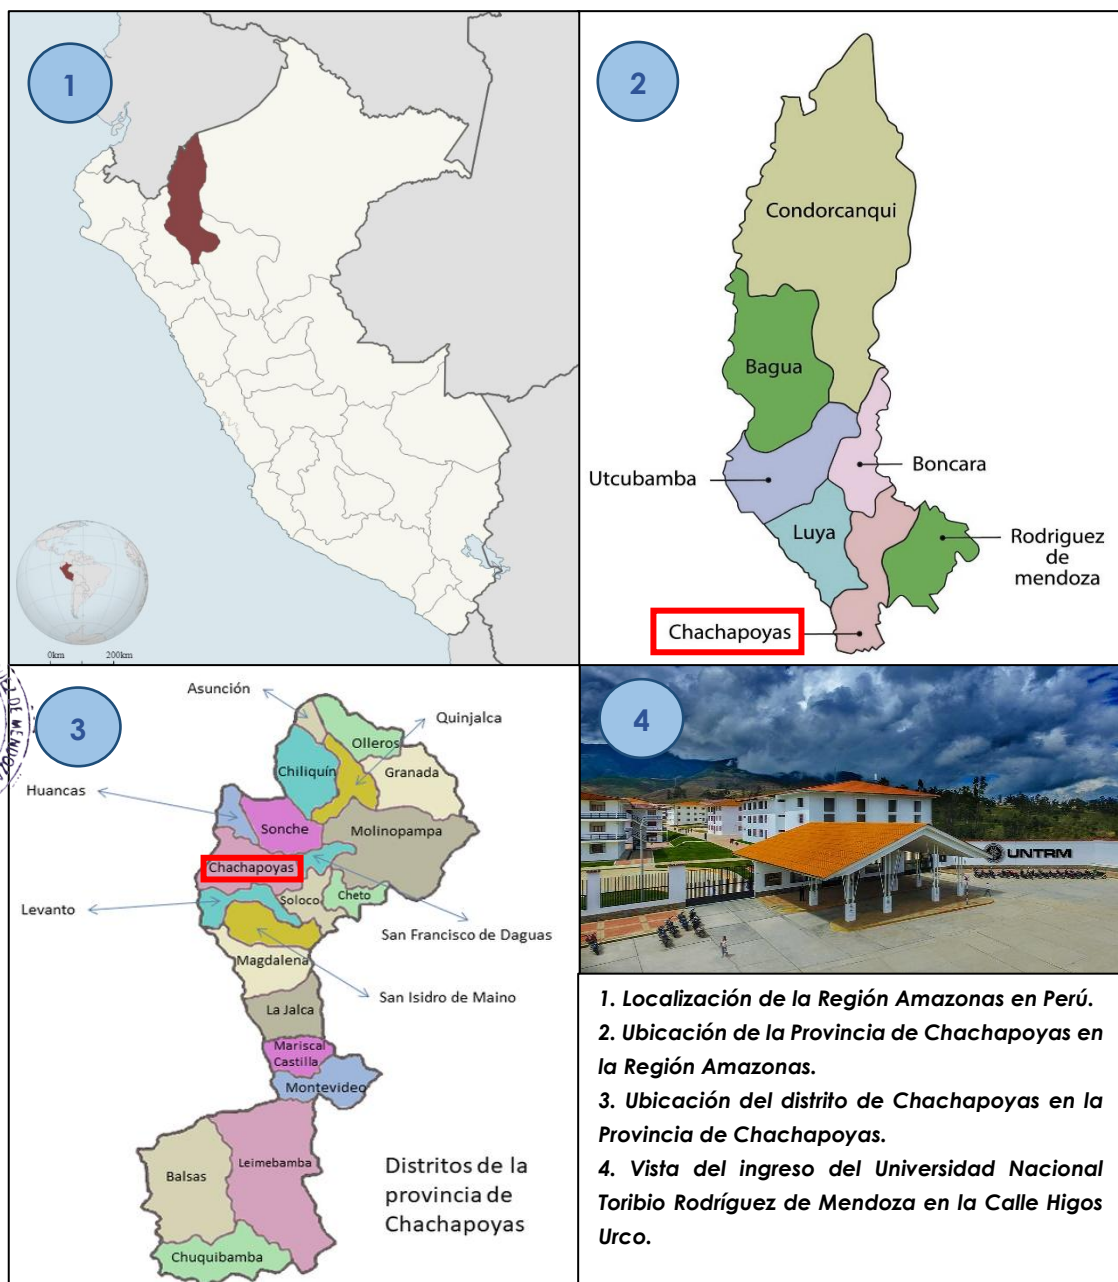 1
0km 200km
2
Condorcanqui
Bagua
Utcubamba
Boncara
Luya
Rodriguez
de
mendoza
Chachapoyas
DE MENDOZA
3
Asunción
Quinjalca
Olleros
Chiliquín
Granada
Huancas
Sonche
Molinopampa
Chachapoyas
Soloco
Cheto
Levanto
San Francisco de Daguas
Magdalena
San Isidro de Maino
La Jalca
Mariscal
Castilla
Montevideo
Balsas
Leimebamba
Chuquibamba
Distritos de la
provincia de
Chachapoyas
4
UNTRM
1. Localización de la Región Amazonas en Perú.
2. Ubicación de la Provincia de Chachapoyas en
la Región Amazonas.
3. Ubicación del distrito de Chachapoyas en la
Provincia de Chachapoyas.
4. Vista del ingreso del Universidad Nacional
Toribio Rodríguez de Mendoza en la Calle Higos
Urco.